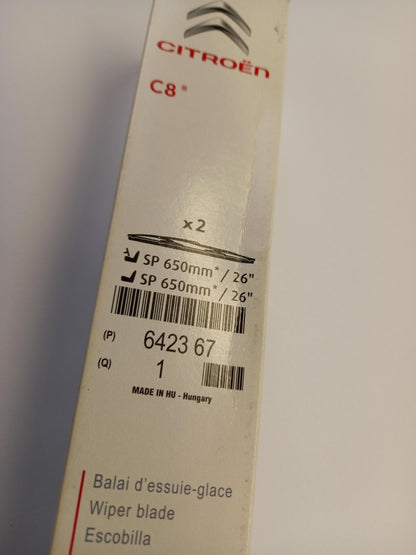 CITROËN
C8*
x2
SP 650mm*/ 26"
SP 650mm*/ 26"
(P) 6423 67
(Q) 1
MADE IN HU - Hungary
Balai d'essuie-glace
Wiper blade
Escobilla